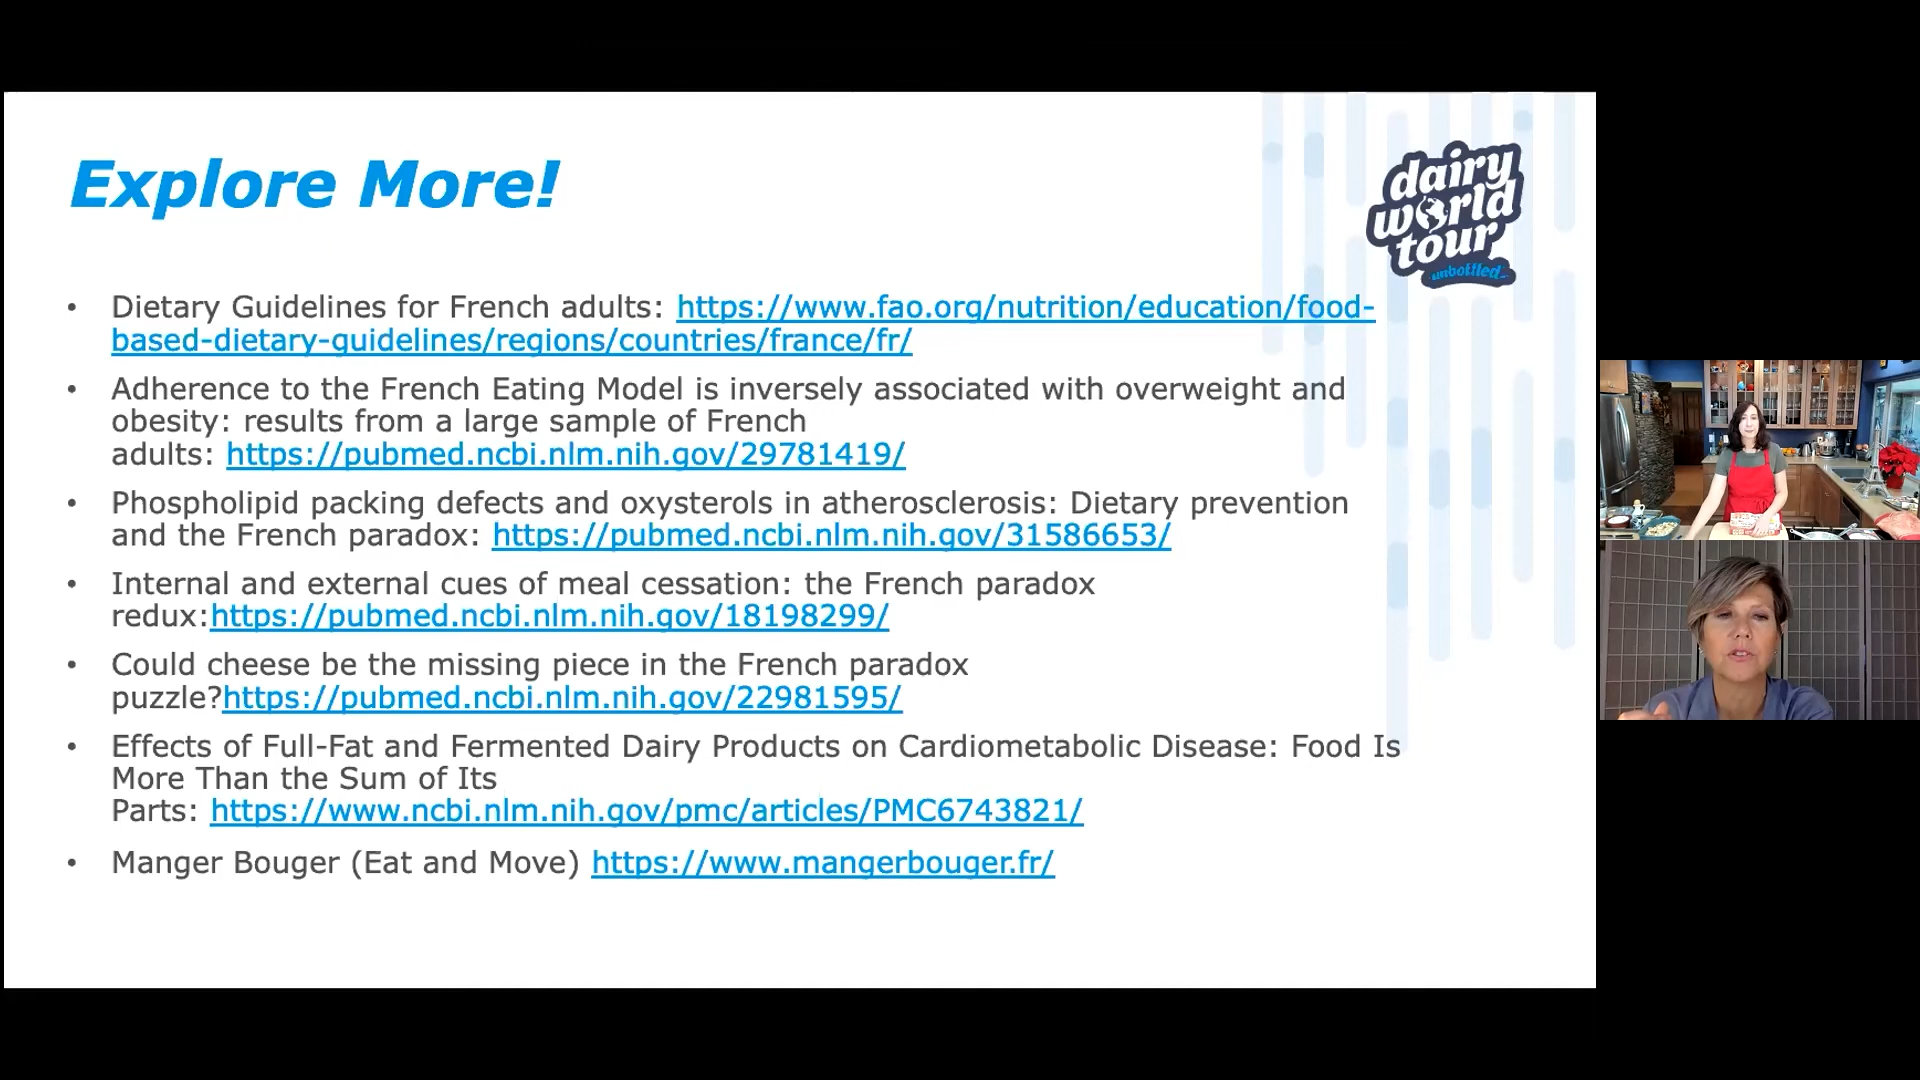 Explore More!
dairy
world
tour
unbottled
• Dietary Guidelines for French adults: https://www.fao.org/nutrition/education/food-
based-dietary-guidelines/regions/countries/france/fr/
• Adherence to the French Eating Model is inversely associated with overweight and
obesity: results from a large sample of French
adults: https://pubmed.ncbi.nlm.nih.gov/29781419/
• Phospholipid packing defects and oxysterols in atherosclerosis: Dietary prevention
and the French paradox: https://pubmed.ncbi.nlm.nih.gov/31586653/
• Internal and external cues of meal cessation: the French paradox
redux:https://pubmed.ncbi.nlm.nih.gov/18198299/
• Could cheese be the missing piece in the French paradox
puzzle?https://pubmed.ncbi.nlm.nih.gov/22981595/
• Effects of Full-Fat and Fermented Dairy Products on Cardiometabolic Disease: Food Is
More Than the Sum of Its
Parts: https://www.ncbi.nlm.nih.gov/pmc/articles/PMC6743821/
• Manger Bouger (Eat and Move) https://www.mangerbouger.fr/